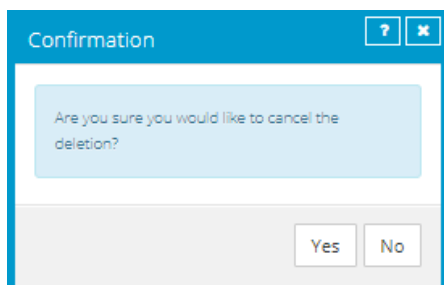 Confirmation
?
Are you sure you would like to cancel the
deletion?
Yes
No